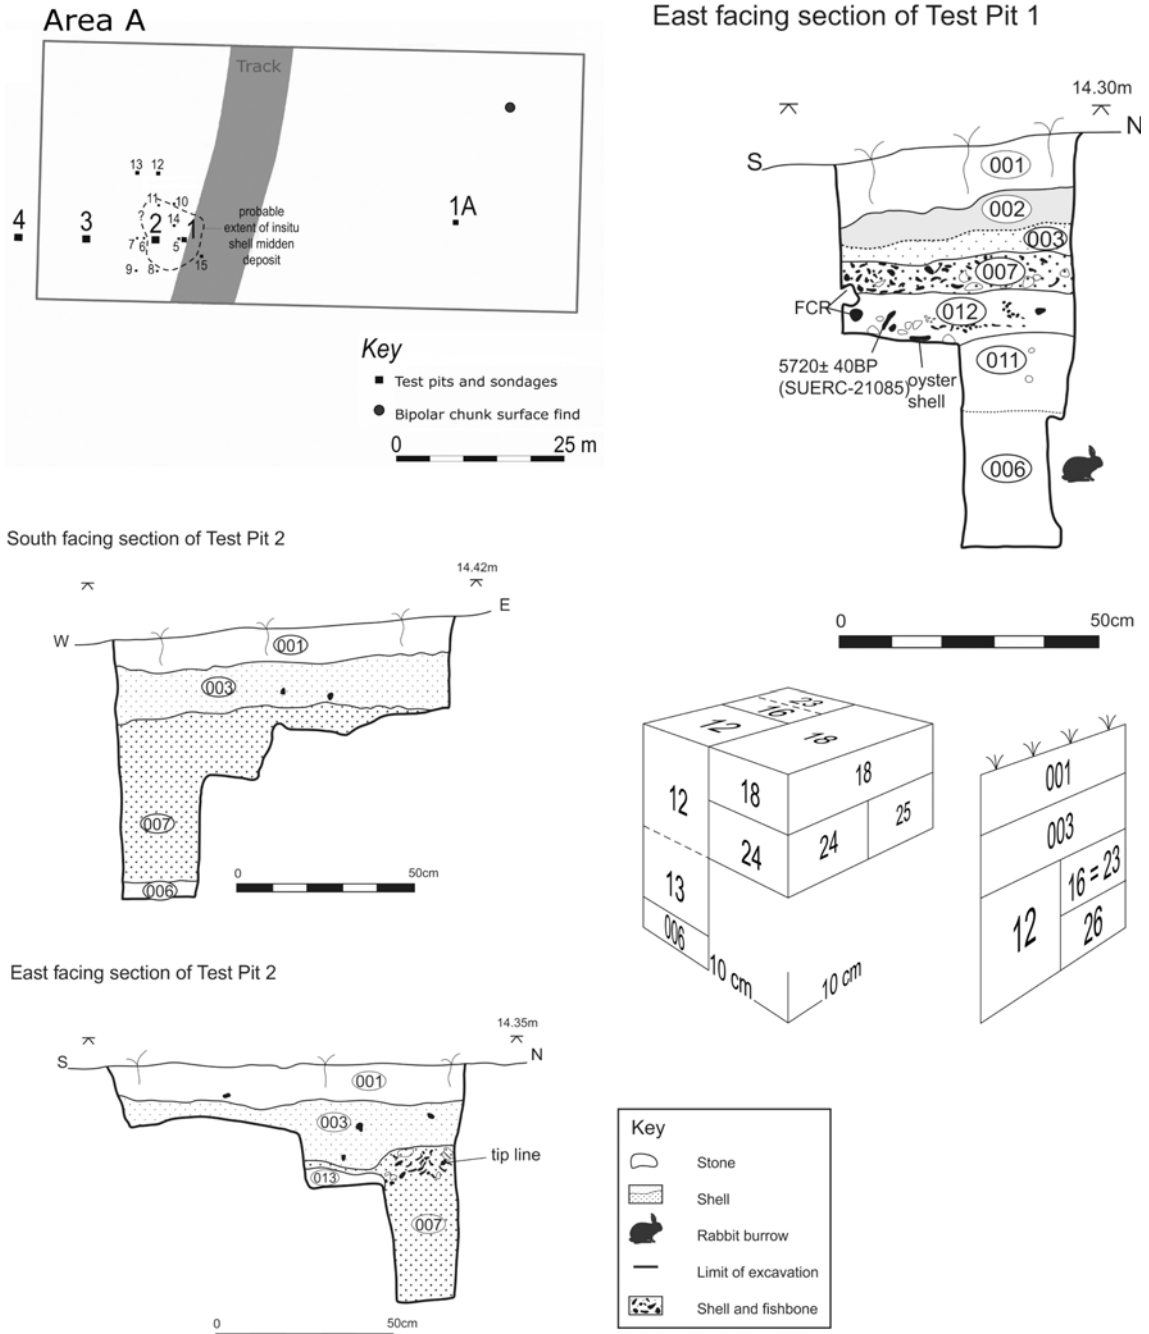 Area A
Track
13 12
11 10
?
14
4
3
2
1
1A
7 6
5
9 8
15
probable
extent of insitu
shell midden
deposit
Key
Test pits and sondages
Bipolar chunk surface find
0 25 m
East facing section of Test Pit 1
14.30m
S
N
001
002
003
007
FCR
012
5720± 40BP
(SUERC-21085)
oyster
shell
011
006
0 50cm
South facing section of Test Pit 2
14.42m
W
E
001
003
007
006
0 50cm
East facing section of Test Pit 2
14.35m
S
N
001
003
tip line
013
007
0 50cm
23
16
12
18
18
12
18
24
24
25
13
006
10 cm
10 cm
001
003
16 = 23
12
26
Key
Stone
Shell
Rabbit burrow
Limit of excavation
Shell and fishbone